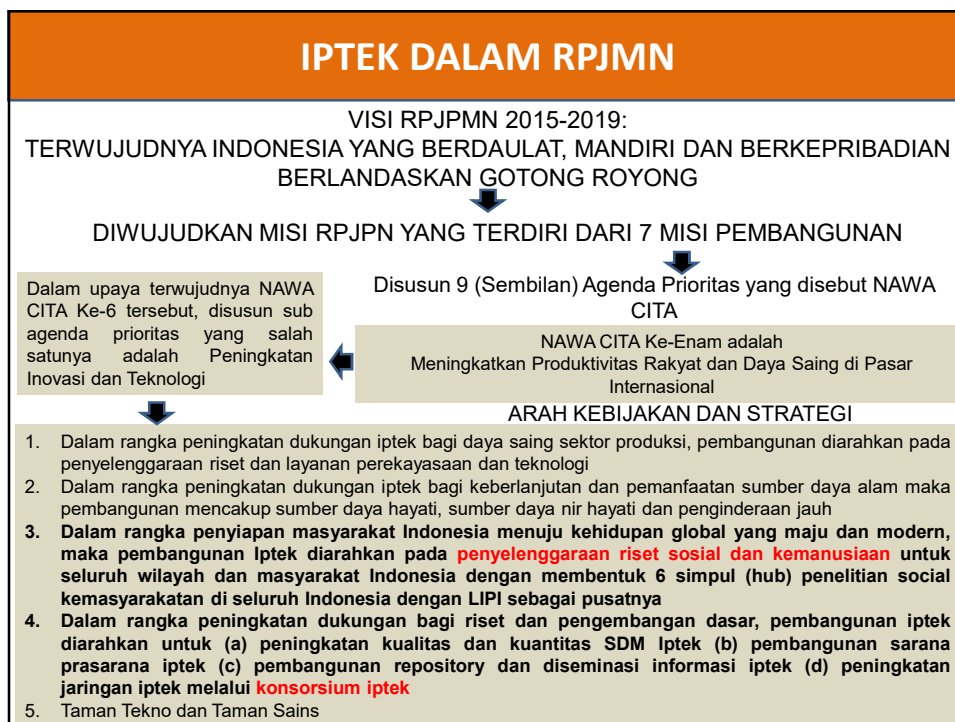 IPTEK DALAM RPJMN
VISI RPJPMN 2015-2019:
TERWUJUDNYA INDONESIA YANG BERDAULAT, MANDIRI DAN BERKEPRIBADIAN
BERLANDASKAN GOTONG ROYONG
DIWUJUDKAN MISI RPJPN YANG TERDIRI DARI 7 MISI PEMBANGUNAN
Disusun 9 (Sembilan) Agenda Prioritas yang disebut NAWA
CITA
NAWA CITA Ke-Enam adalah
Meningkatkan Produktivitas Rakyat dan Daya Saing di Pasar
Internasional
Dalam upaya terwujudnya NAWA
CITA Ke-6 tersebut, disusun sub
agenda prioritas yang salah
satunya adalah Peningkatan
Inovasi dan Teknologi
ARAH KEBIJAKAN DAN STRATEGI
1. Dalam rangka peningkatan dukungan iptek bagi daya saing sektor produksi, pembangunan diarahkan pada
penyelenggaraan riset dan layanan perekayasaan dan teknologi
2. Dalam rangka peningkatan dukungan iptek bagi keberlanjutan dan pemanfaatan sumber daya alam maka
pembangunan mencakup sumber daya hayati, sumber daya nir hayati dan penginderaan jauh
3. Dalam rangka penyiapan masyarakat Indonesia menuju kehidupan global yang maju dan modern,
maka pembangunan Iptek diarahkan pada penyelenggaraan riset sosial dan kemanusiaan untuk
seluruh wilayah dan masyarakat Indonesia dengan membentuk 6 simpul (hub) penelitian social
kemasyarakatan di seluruh Indonesia dengan LIPI sebagai pusatnya
4. Dalam rangka peningkatan dukungan bagi riset dan pengembangan dasar, pembangunan iptek
diarahkan untuk (a) peningkatan kualitas dan kuantitas SDM Iptek (b) pembangunan sarana
prasarana iptek (c) pembangunan repository dan diseminasi informasi iptek (d) peningkatan
jaringan iptek melalui konsorsium iptek
5. Taman Tekno dan Taman Sains